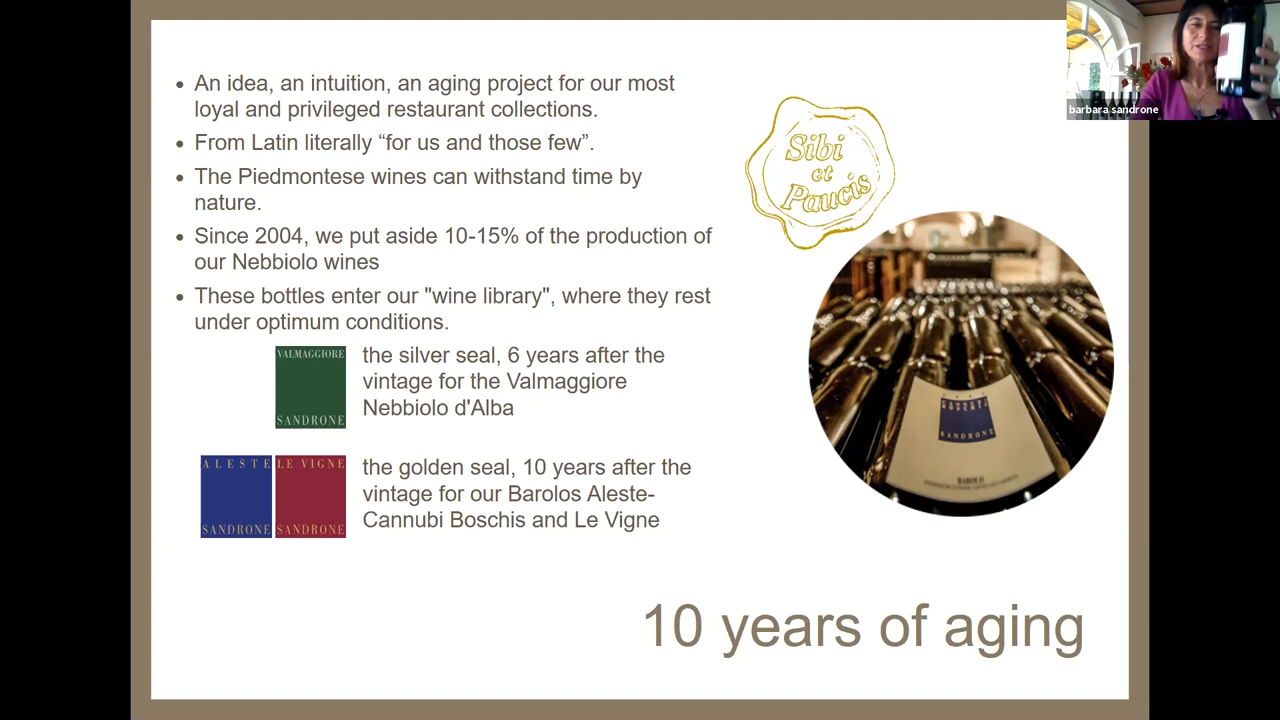 barbara sandrone
• An idea, an intuition, an aging project for our most
loyal and privileged restaurant collections.
• From Latin literally “for us and those few”.
• The Piedmontese wines can withstand time by
nature.
• Since 2004, we put aside 10-15% of the production of
our Nebbiolo wines
• These bottles enter our "wine library", where they rest
under optimum conditions.
Sibi
et
Paucis
VALMAGGIORE
SANDRONE
the silver seal, 6 years after the
vintage for the Valmaggiore
Nebbiolo d'Alba
ALESTE
SANDRONE
LE VIGNE
SANDRONE
the golden seal, 10 years after the
vintage for our Barolos Aleste-
Cannubi Boschis and Le Vigne
SANDRONE
BAROLO
10 years of aging